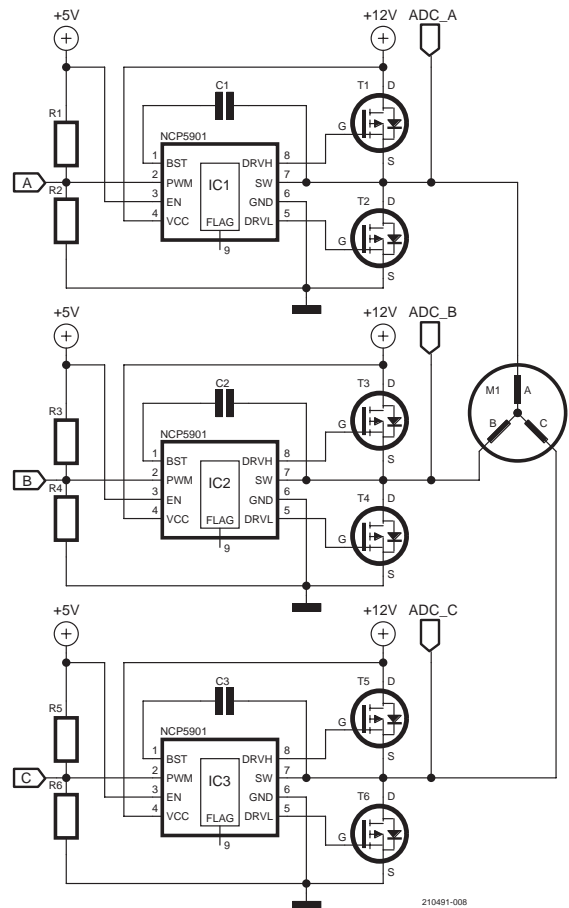 +5V +12V ADC_A
C1 T1 D
R1 NCP5901 G
1 BST DRVH 8
A 2 PWM IC1 SW 7 S
R2 3 EN GND 6 T2 D
4 VCC FLAG DRVL 5
9 G
S
+5V +12V ADC_B
C2 T3 D
M1 A
R3 NCP5901 G B C
1 BST DRVH 8
B 2 PWM IC2 SW 7 S
R4 3 EN GND 6 T4 D
4 VCC FLAG DRVL 5
9 G
S
+5V +12V ADC_C
C3 T5 D
R5 NCP5901 G
1 BST DRVH 8
C 2 PWM IC3 SW 7 S
R6 3 EN GND 6 T6 D
4 VCC FLAG DRVL 5
9 G
S
210491-008